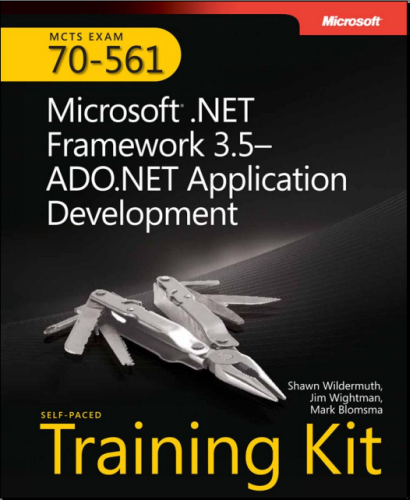 Microsoft
MCTS EXAM
70-561
Microsoft® .NET
Framework 3.5–
ADO.NET Application
Development
Shawn Wildermuth,
Jim Wightman,
Mark Blomsma
SELF-PACED
Training Kit